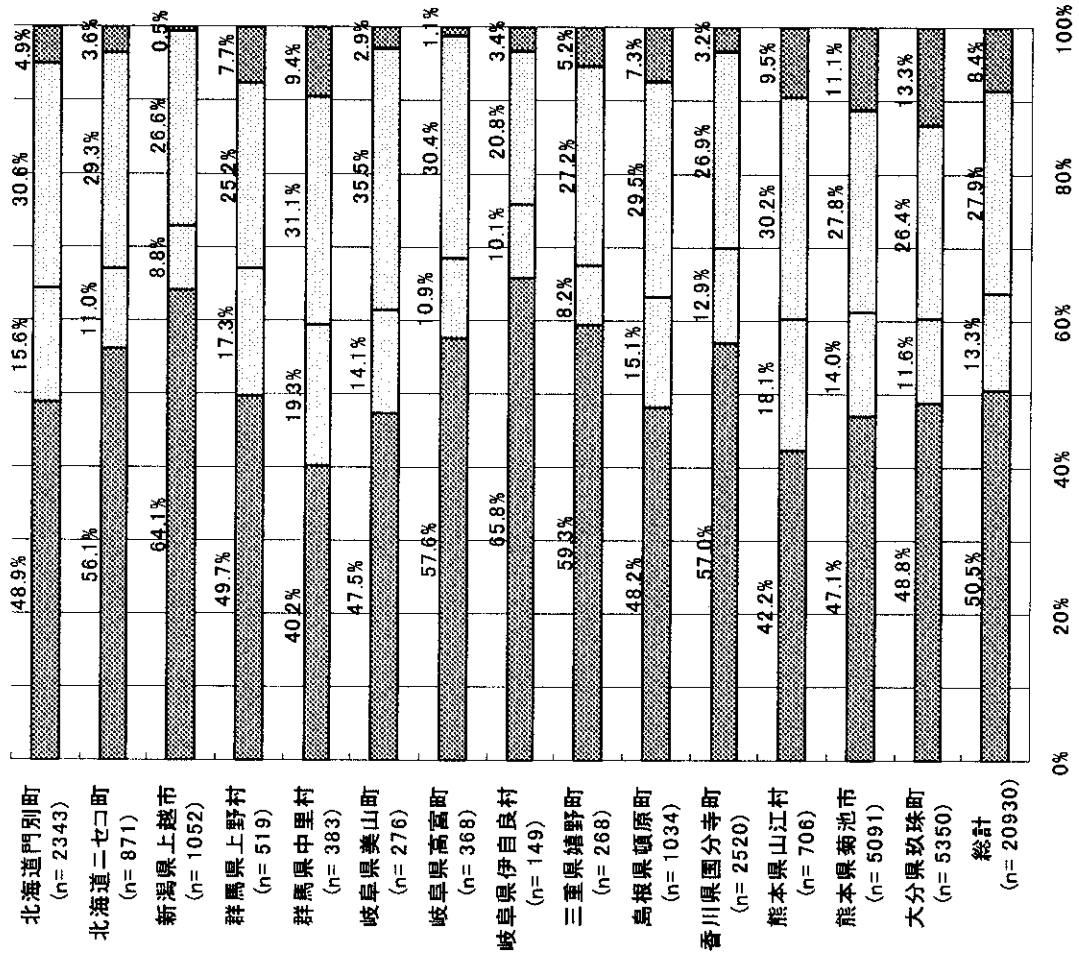 北海道門別町
(n= 2343)
48.9%
15.6%
30.6%
4.9%
北海道ニセコ町
(n= 871)
56.1%
11.0%
29.3%
3.6%
新潟県上越市
(n= 1052)
64.1%
8.8%
26.6%
0.5%
群馬県上野村
(n= 519)
49.7%
17.3%
25.2%
7.7%
群馬県中里村
(n= 383)
40.2%
19.3%
31.1%
9.4%
岐阜県美山町
(n= 276)
47.5%
14.1%
35.5%
2.9%
岐阜県高富町
(n= 368)
57.6%
10.9%
30.4%
1.1%
岐阜県伊自良村
(n= 149)
65.8%
10.1%
20.8%
3.4%
三重県嬉野町
(n= 268)
59.3%
8.2%
27.2%
5.2%
島根県頓原町
(n= 1034)
48.2%
15.1%
29.5%
7.3%
香川県国分寺町
(n= 2520)
57.0%
12.9%
26.9%
3.2%
熊本県山江村
(n= 706)
42.2%
18.1%
30.2%
9.5%
熊本県菊池市
(n= 5091)
47.1%
14.0%
27.8%
11.1%
大分県玖珠町
(n= 5350)
48.8%
11.6%
26.4%
13.3%
総計
(n= 20930)
50.5%
13.3%
27.9%
8.4%
0%
20%
40%
60%
80%
100%